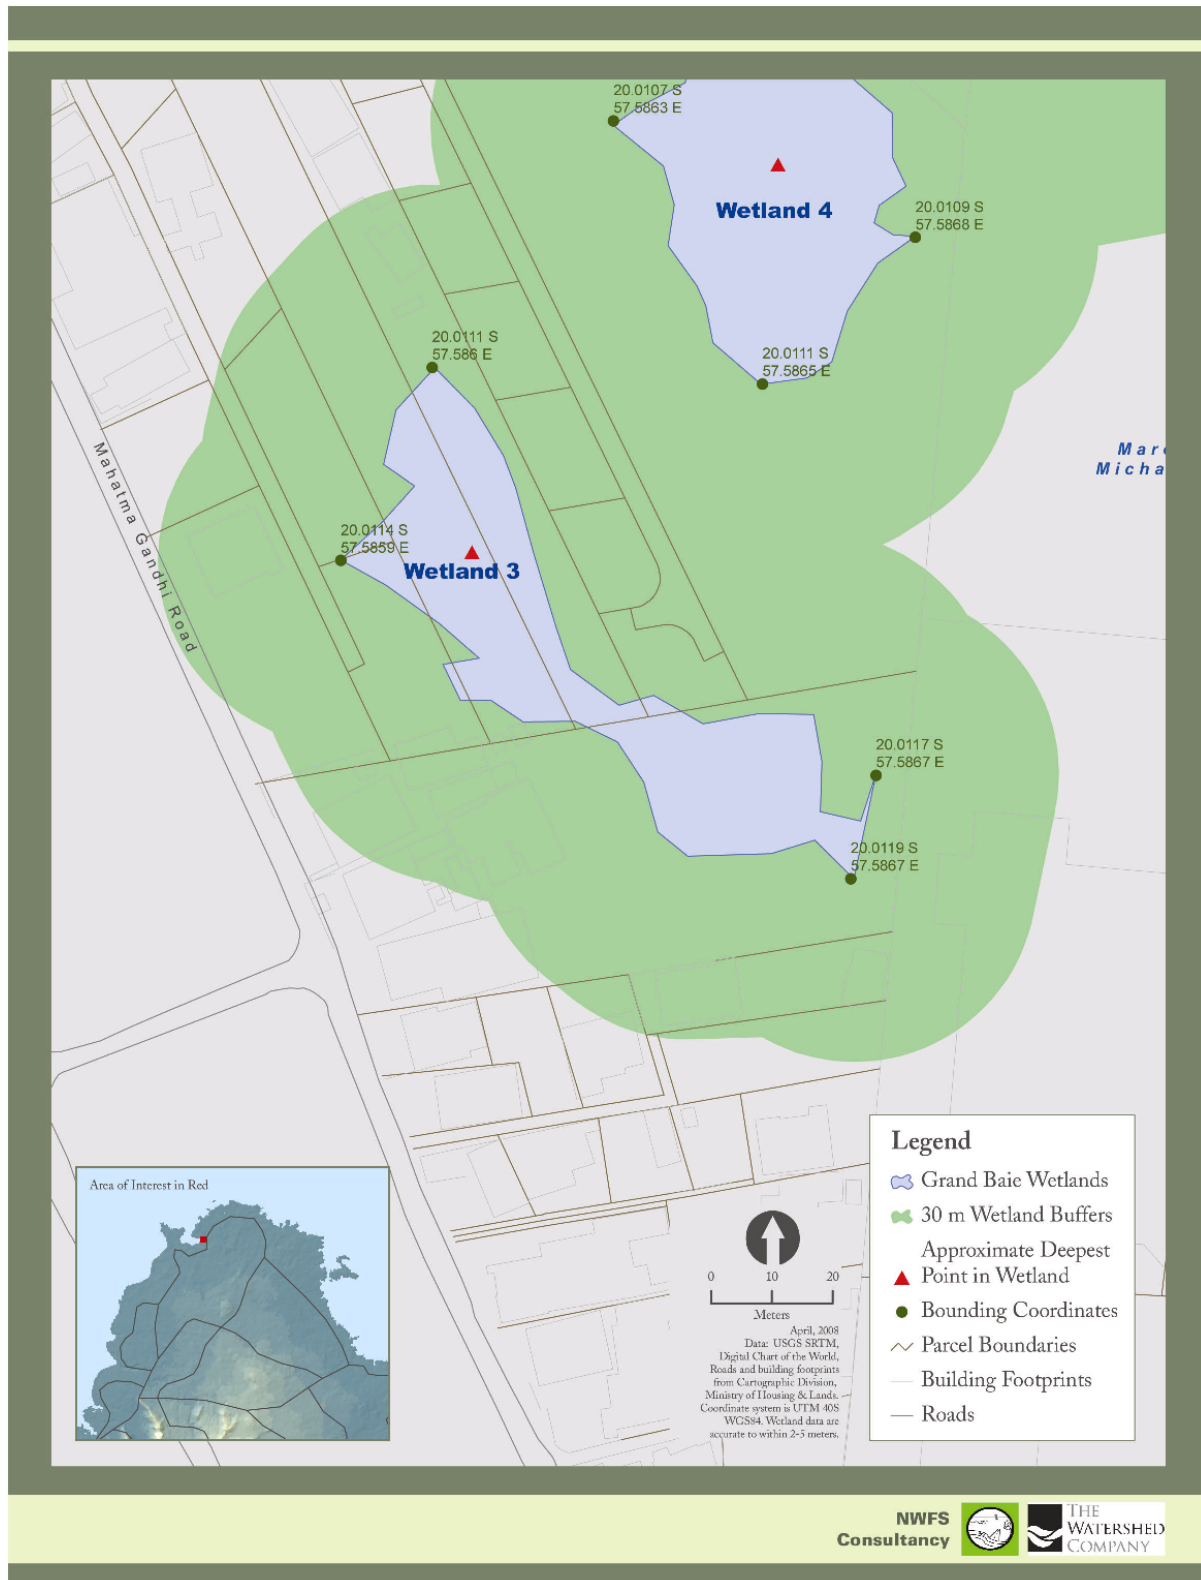 20.0107 S
57.5863 E
Wetland 4
20.0109 S
57.5868 E
20.0111 S
57.586 E
20.0111 S
57.5865 E
Mar
Micha
Mahatma Gandhi Road
20.0114 S
57.5859 E
Wetland 3
20.0117 S
57.5867 E
20.0119 S
57.5867 E
Area of Interest in Red
0 10 20
Meters
April, 2008
Data: USGS SRTM,
Digital Chart of the World,
Roads and building footprints
from Cartographic Division,
Ministry of Housing & Lands.
Coordinate system is UTM 40S
WGS84. Wetland data are
accurate to within 2-5 meters.
Legend
Grand Baie Wetlands
30 m Wetland Buffers
Approximate Deepest
Point in Wetland
Bounding Coordinates
Parcel Boundaries
Building Footprints
Roads
NWFS
Consultancy
THE
WATERSHED
COMPANY